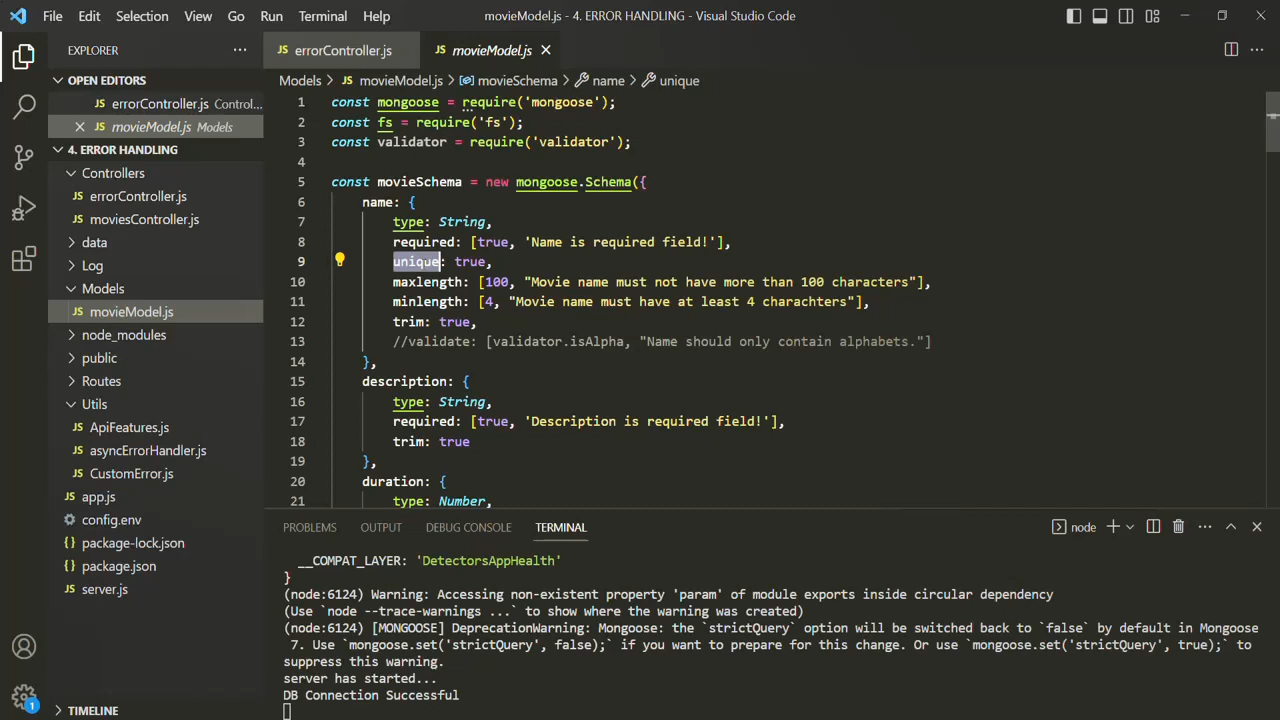 File Edit Selection View Go Run Terminal Help movieModel.js - 4. ERROR HANDLING - Visual Studio Code
EXPLORER
OPEN EDITORS
errorController.js Control...
movieModel.js Models
4. ERROR HANDLING
Controllers
errorController.js
moviesController.js
data
Log
Models
movieModel.js
node_modules
public
Routes
Utils
ApiFeatures.js
asyncErrorHandler.js
CustomError.js
app.js
config.env
package-lock.json
package.json
server.js
TIMELINE
1
errorController.js movieModel.js
Models > movieModel.js > movieSchema > name > unique
1 const mongoose = require('mongoose');
2 const fs = require('fs');
3 const validator = require('validator');
4
5 const movieSchema = new mongoose.Schema({
6 name: {
7 type: String,
8 required: [true, 'Name is required field!'],
9 unique: true,
10 maxlength: [100, "Movie name must not have more than 100 characters"],
11 minlength: [4, "Movie name must have at least 4 charachters"],
12 trim: true,
13 //validate: [validator.isAlpha, "Name should only contain alphabets."]
14 },
15 description: {
16 type: String,
17 required: [true, 'Description is required field!'],
18 trim: true
19 },
20 duration: {
21 type: Number,
PROBLEMS OUTPUT DEBUG CONSOLE TERMINAL node
__COMPAT_LAYER: 'DetectorsAppHealth'
}
(node:6124) Warning: Accessing non-existent property 'param' of module exports inside circular dependency
(Use `node --trace-warnings ...` to show where the warning was created)
(node:6124) [MONGOOSE] DeprecationWarning: Mongoose: the `strictQuery` option will be switched back to `false` by default in Mongoose
7. Use `mongoose.set('strictQuery', false);` if you want to prepare for this change. Or use `mongoose.set('strictQuery', true);` to
suppress this warning.
server has started...
DB Connection Successful